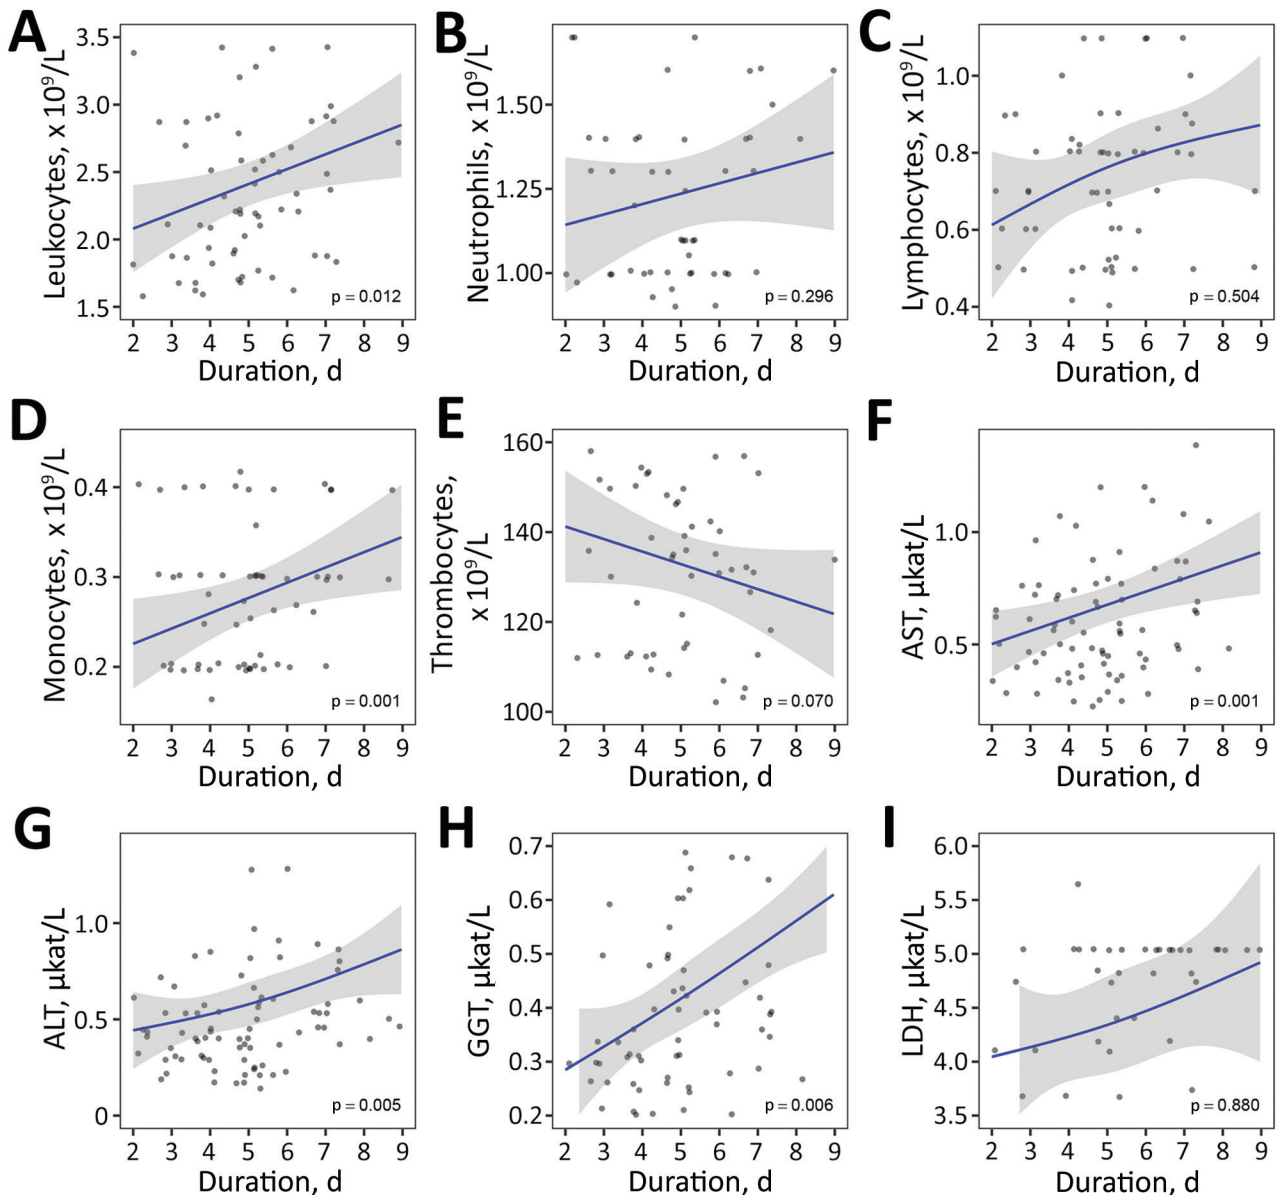 A
Leukocytes, x 10⁹/L
3.5
3.0
2.5
2.0
1.5
p = 0.012
2 3 4 5 6 7 8 9
Duration, d
B
Neutrophils, x 10⁹/L
1.50
1.25
1.00
p = 0.296
2 3 4 5 6 7 8 9
Duration, d
C
Lymphocytes, x 10⁹/L
1.0
0.8
0.6
0.4
p = 0.504
2 3 4 5 6 7 8 9
Duration, d
D
Monocytes, x 10⁹/L
0.4
0.3
0.2
p = 0.001
2 3 4 5 6 7 8 9
Duration, d
E
Thrombocytes,
x 10⁹/L
160
140
120
100
p = 0.070
2 3 4 5 6 7 8 9
Duration, d
F
AST, µkat/L
1.0
0.5
p = 0.001
2 3 4 5 6 7 8 9
Duration, d
G
ALT, µkat/L
1.0
0.5
0
p = 0.005
2 3 4 5 6 7 8 9
Duration, d
H
GGT, µkat/L
0.7
0.6
0.5
0.4
0.3
0.2
p = 0.006
2 3 4 5 6 7 8 9
Duration, d
I
LDH, µkat/L
6.0
5.5
5.0
4.5
4.0
3.5
p = 0.880
2 3 4 5 6 7 8 9
Duration, d